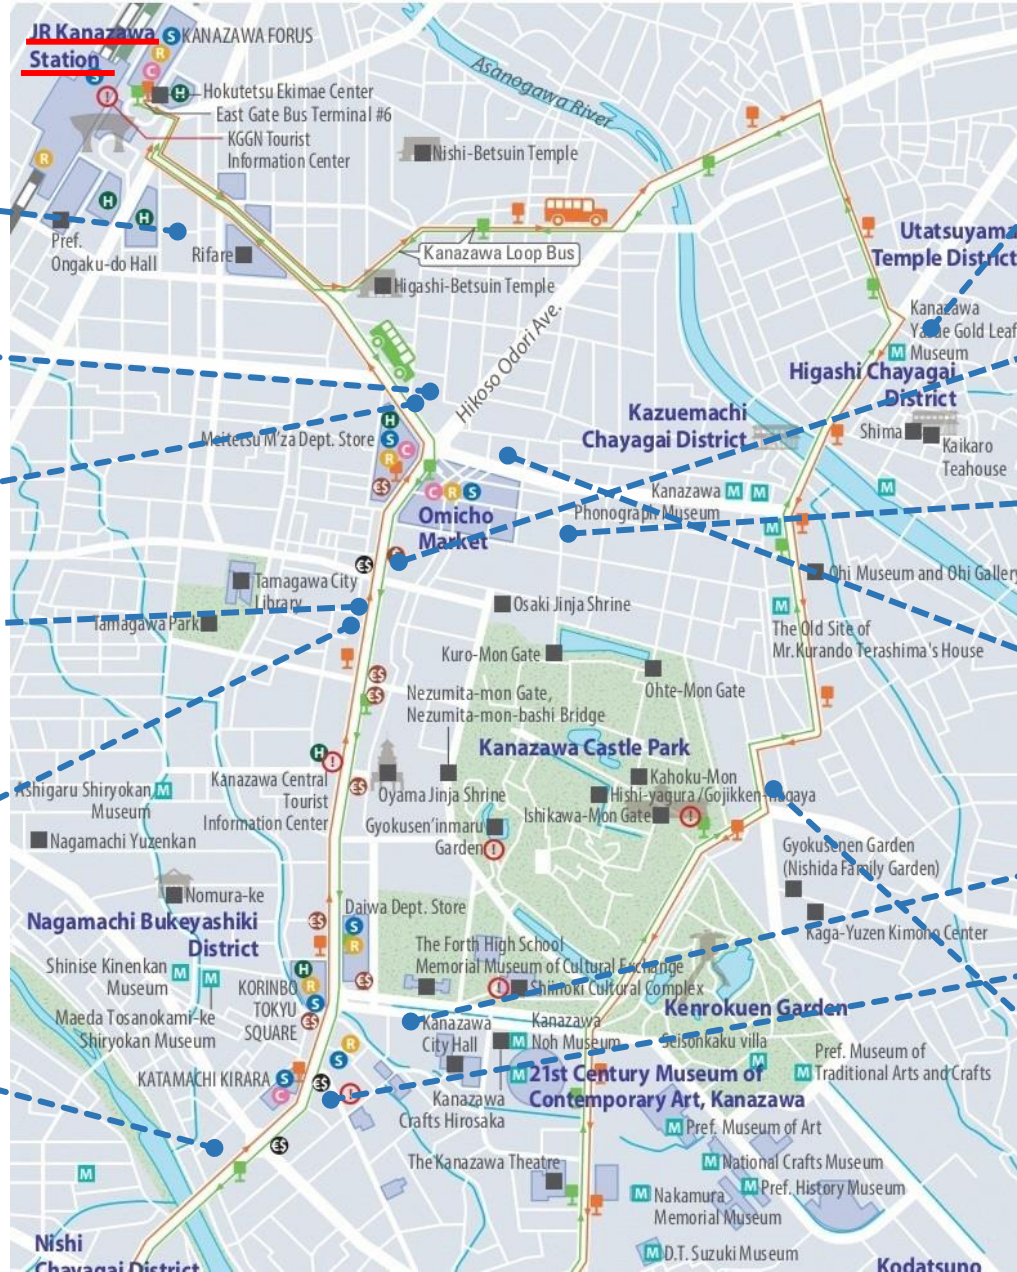 JR Kanazawa
Station
S
KANAZAWA FORUS
R
C
S
H
Hokutetsu Ekimae Center
East Gate Bus Terminal #6
KGGN Tourist
Information Center
!
R
H
H
Pref.
Ongaku-do Hall
Rifare
Nishi-Betsuin Temple
Asanogawa River
Kanazawa Loop Bus
Higashi-Betsuin Temple
Hikoso Odori Ave.
Utatsuyama
Temple District
Kanazawa
Yasue Gold Leaf
M
Museum
Higashi Chayagai
District
Shima
Kaikaro
Teahouse
Kazuemachi
Chayagai District
H
Meitetsu M'za Dept. Store
S
C
R
ES
C
R
S
Omicho
Market
Kanazawa
M
M
M
Phonograph Museum
M
Ohi Museum and Ohi Gallery
M
The Old Site of
Mr.Kurando Terashima's House
ES
Tamagawa City
Library
Tamagawa Park
Osaki Jinja Shrine
Kuro-Mon Gate
Ohte-Mon Gate
ES
ES
Nezumita-mon Gate,
Nezumita-mon-bashi Bridge
Kanazawa Castle Park
H
!
Kanazawa Central
Tourist
Information Center
ES
Oyama Jinja Shrine
Kahoku-Mon
Hishi-yagura /Gojikken-Nagaya
Ishikawa-Mon Gate
!
Gyokusen'inmaru
Garden
!
Ashigaru Shiryokan
M
Museum
Nagamachi Yuzenkan
Gyokusenen Garden
(Nishida Family Garden)
Kaga-Yuzen Kimono Center
Nomura-ke
Nagamachi Bukeyashiki
District
ES
Daiwa Dept. Store
S
R
ES
Shinise Kinenkan
M
Museum
M
Maeda Tosanokami-ke
Shiryokan Museum
H
KORINBO
R
TOKYU
S
SQUARE
ES
The Forth High School
Memorial Museum of Cultural Exchange
!
Shiinoki Cultural Complex
Kenrokuen Garden
Seisonkaku villa
M
Kanazawa
City Hall
Kanazawa
M
Noh Museum
M
21st Century Museum of
Contemporary Art, Kanazawa
Kanazawa
Crafts Hirosaka
M
Pref. Museum of
Traditional Arts and Crafts
R
S
KATAMACHI KIRARA
S
C
ES
!
ES
M
Pref. Museum of Art
M
National Crafts Museum
M
Pref. History Museum
The Kanazawa Theatre
M
Nakamura
Memorial Museum
M
D.T. Suzuki Museum
M
Nishi
Chayagai District
Kodatsuno